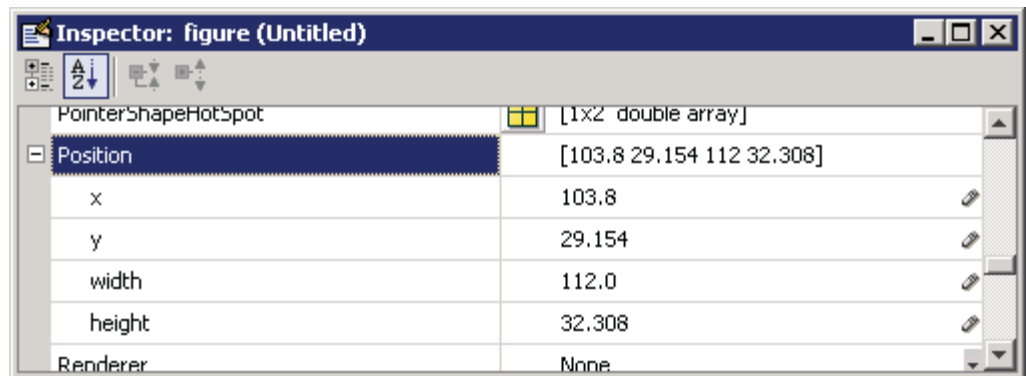 Inspector: figure (Untitled)
PointerShapeHotSpot [1x2 double array]
Position [103.8 29.154 112 32.308]
x 103.8
y 29.154
width 112.0
height 32.308
Renderer None